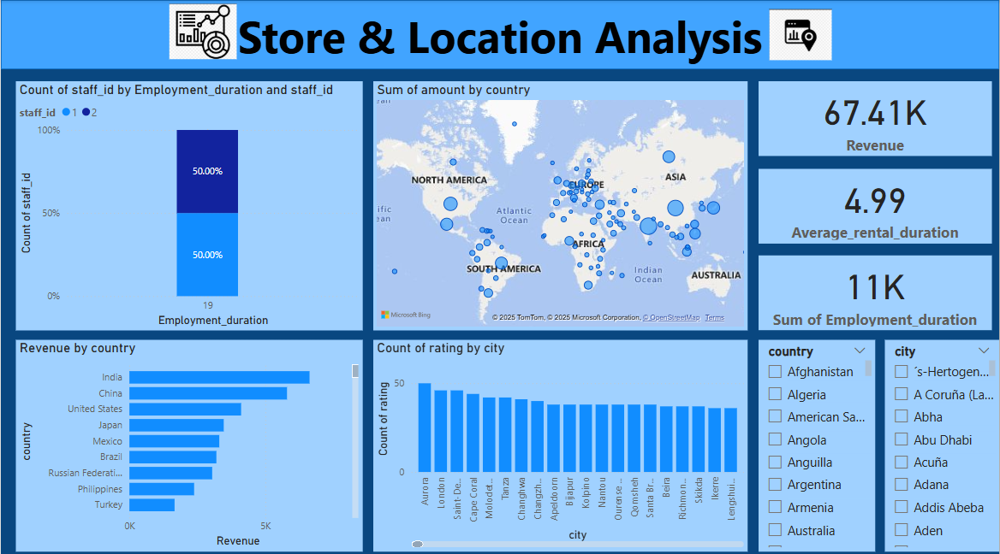 Store & Location Analysis
Count of staff_id by Employment_duration and staff_id
staff_id 1 2
100%
50%
0%
Count of staff_id
50.00%
50.00%
19
Employment_duration
Sum of amount by country
NORTH AMERICA
EUROPE
ASIA
Atlantic
Ocean
AFRICA
SOUTH AMERICA
Indian
Ocean
AUSTRALIA
Microsoft Bing
© 2025 TomTom, © 2025 Microsoft Corporation, © OpenStreetMap Terms
67.41K
Revenue
4.99
Average_rental_duration
11K
Sum of Employment_duration
Revenue by country
country
India
China
United States
Japan
Mexico
Brazil
Russian Federati...
Philippines
Turkey
0K 5K
Revenue
Count of rating by city
Count of rating
50
0
Aurora
London
Saint-De...
Cape Coral
Molodet...
Tanza
Changhwa
Changzh...
Apeldoorn
Bijapur
Kolpino
Nantou
Ourense ...
Qomsheh
Santa Br...
Beira
Richmon...
Skikda
Ikerre
Lengshui...
city
country
Afghanistan
Algeria
American Sa...
Angola
Anguilla
Argentina
Armenia
Australia
city
´s-Hertogen...
A Coruña (La...
Abha
Abu Dhabi
Acuña
Adana
Addis Abeba
Aden